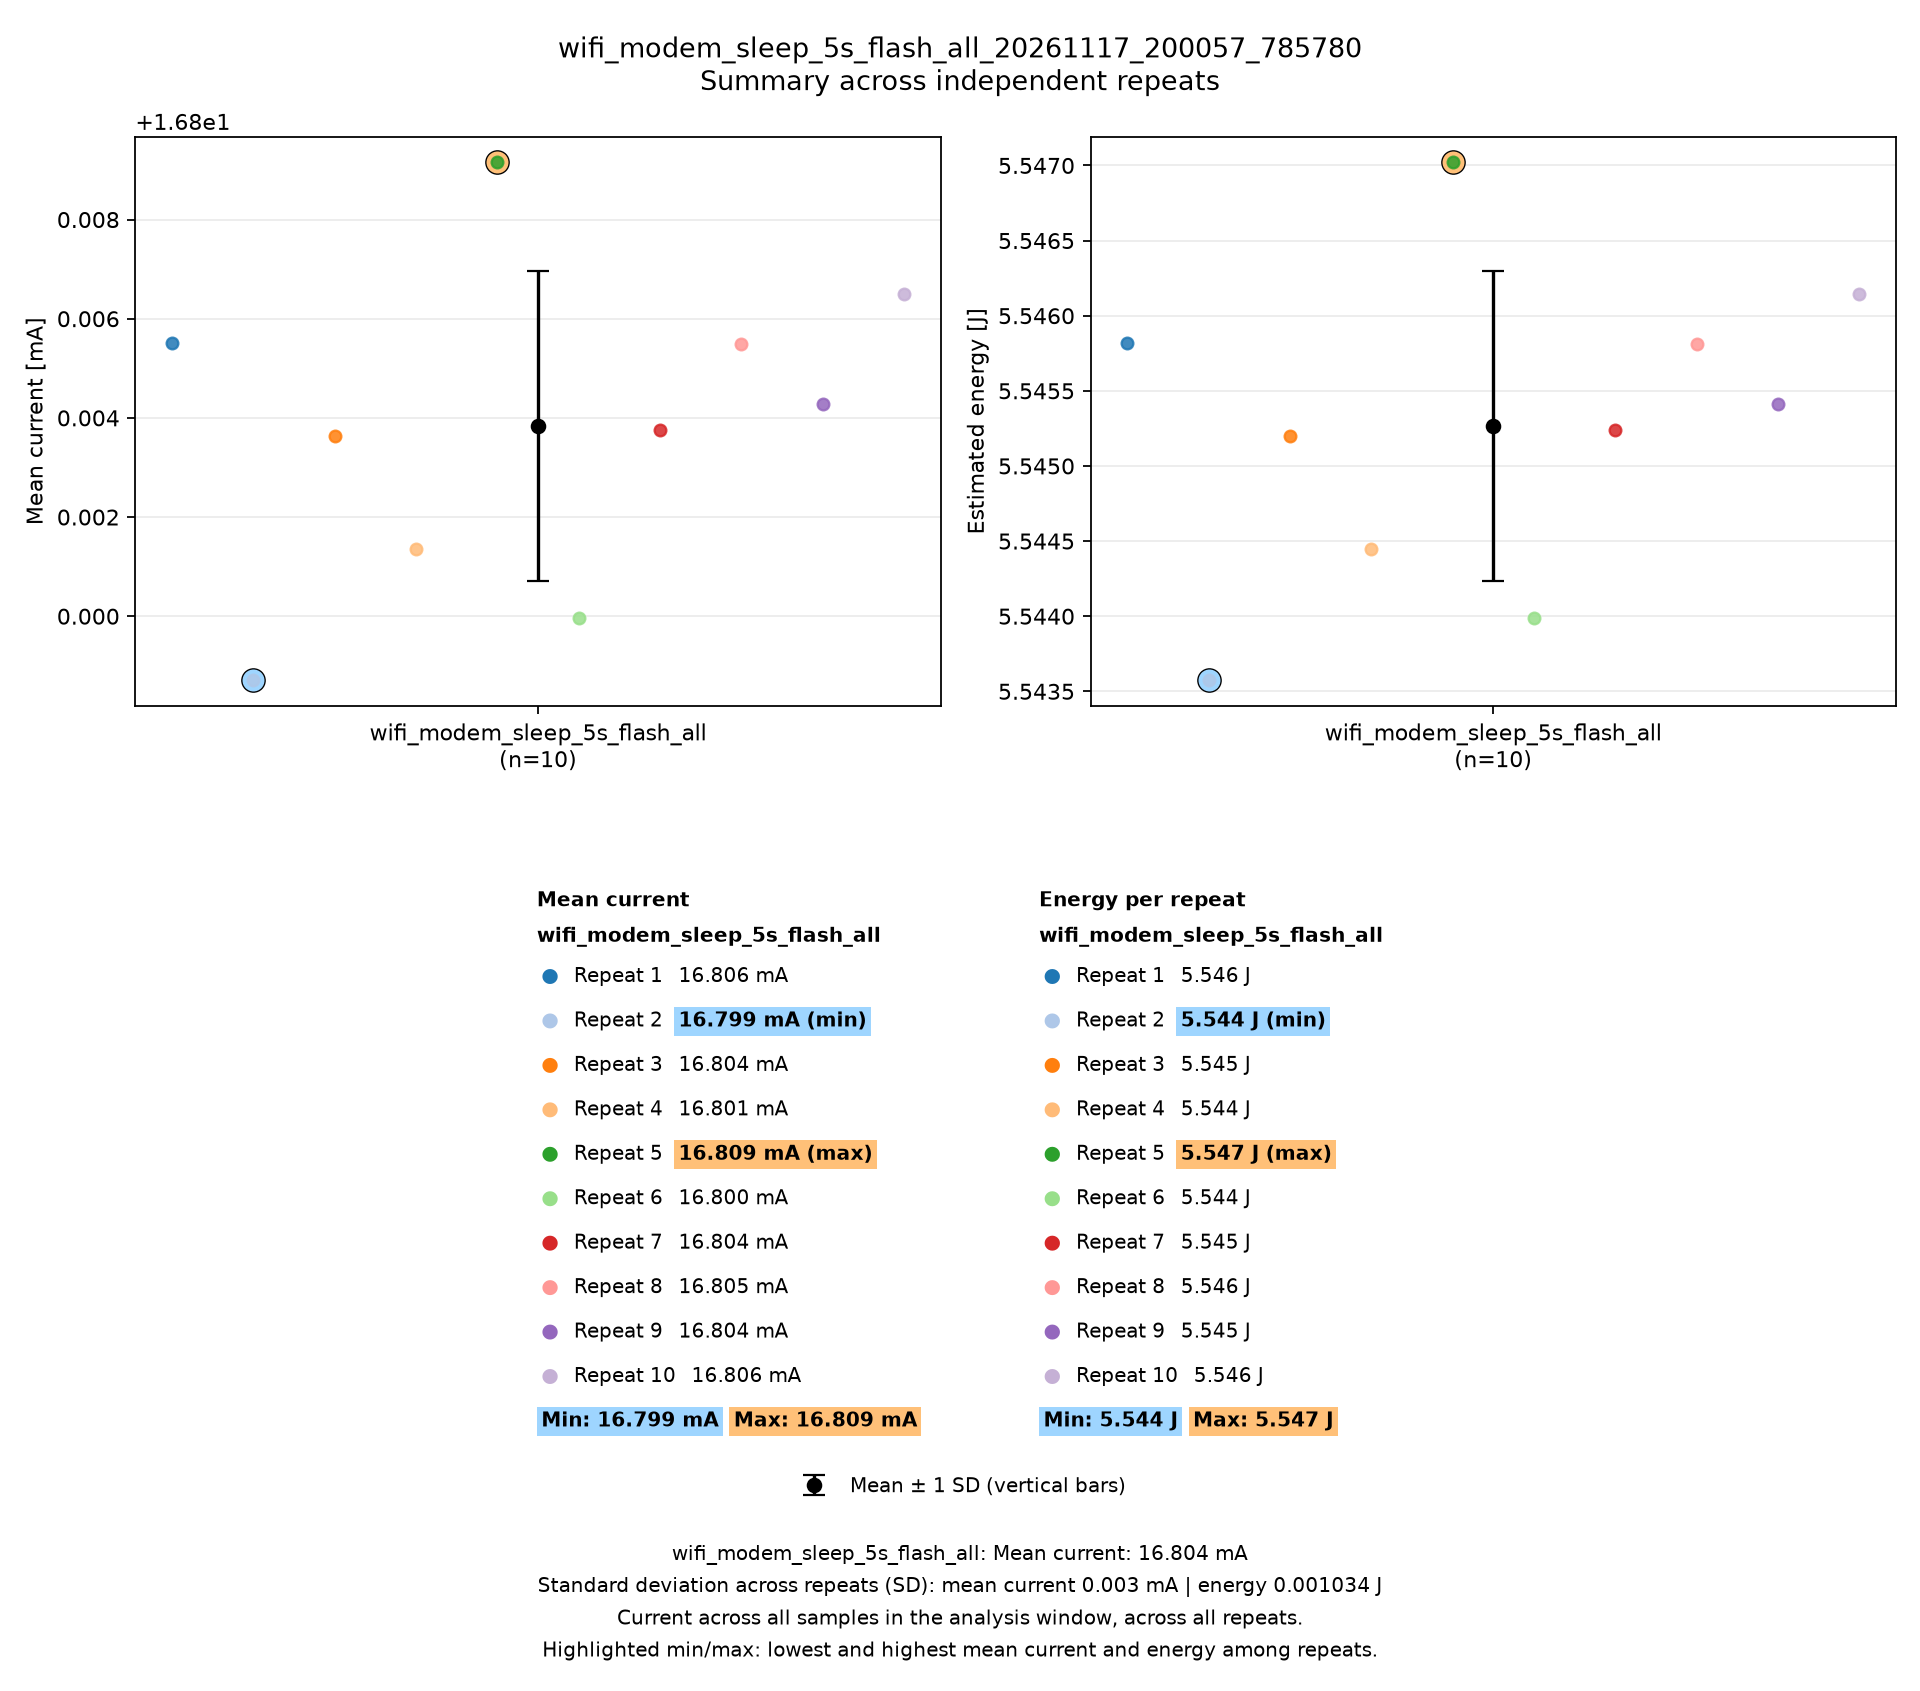 wifi_modem_sleep_5s_flash_all_20261117_200057_785780
Summary across independent repeats
+1.68e1
0.008
0.006
0.004
0.002
0.000
Mean current [mA]
wifi_modem_sleep_5s_flash_all
(n=10)
5.5470
5.5465
5.5460
5.5455
5.5450
5.5445
5.5440
5.5435
Estimated energy [J]
wifi_modem_sleep_5s_flash_all
(n=10)
Mean current
wifi_modem_sleep_5s_flash_all
Repeat 1 16.806 mA
Repeat 2 16.799 mA (min)
Repeat 3 16.804 mA
Repeat 4 16.801 mA
Repeat 5 16.809 mA (max)
Repeat 6 16.800 mA
Repeat 7 16.804 mA
Repeat 8 16.805 mA
Repeat 9 16.804 mA
Repeat 10 16.806 mA
Min: 16.799 mA Max: 16.809 mA
Energy per repeat
wifi_modem_sleep_5s_flash_all
Repeat 1 5.546 J
Repeat 2 5.544 J (min)
Repeat 3 5.545 J
Repeat 4 5.544 J
Repeat 5 5.547 J (max)
Repeat 6 5.544 J
Repeat 7 5.545 J
Repeat 8 5.546 J
Repeat 9 5.545 J
Repeat 10 5.546 J
Min: 5.544 J Max: 5.547 J
Mean ± 1 SD (vertical bars)
wifi_modem_sleep_5s_flash_all: Mean current: 16.804 mA
Standard deviation across repeats (SD): mean current 0.003 mA | energy 0.001034 J
Current across all samples in the analysis window, across all repeats.
Highlighted min/max: lowest and highest mean current and energy among repeats.